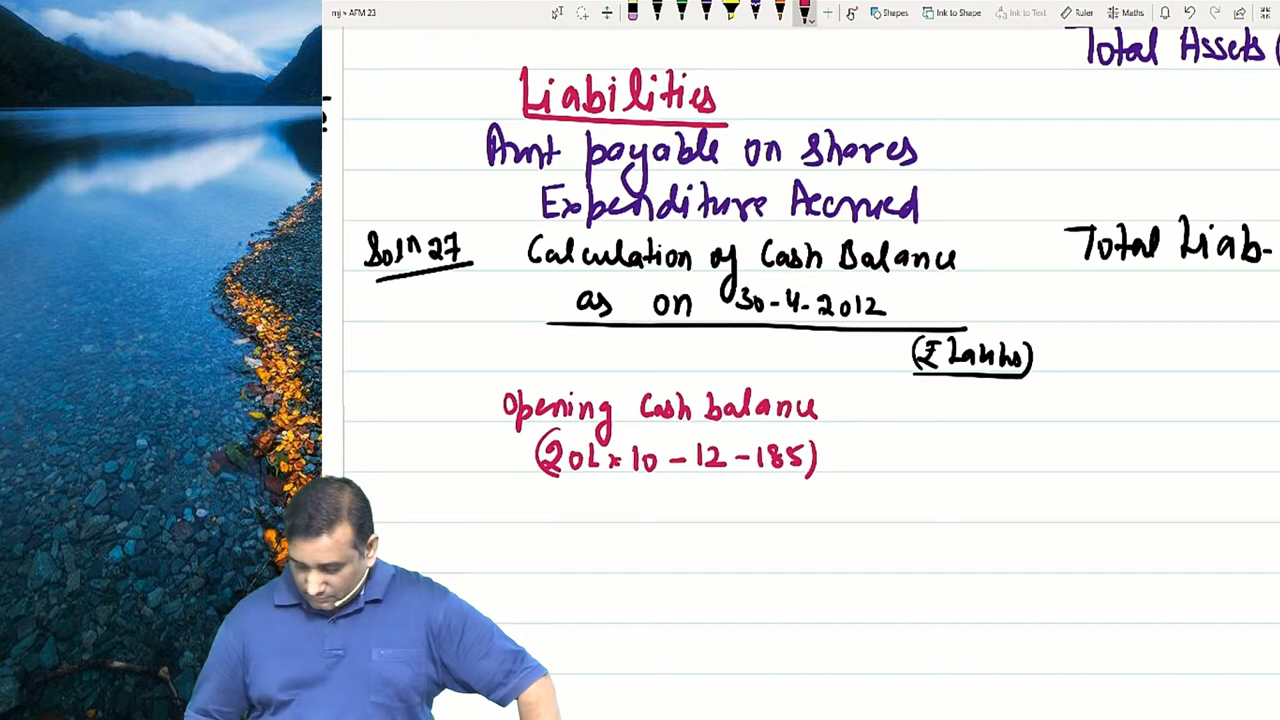 mj × AFM 23
Shapes
Ink to Shape
Ink to Text
Ruler
Maths
Total Assets (
Liabilities
Amt payable on shares
Expenditure Accrued
Total Liab-
Soln 27
Calculation of Cash Balance
as on 30-4-2012
(₹ Lakhs)
Opening Cash balance
(20L × 10 - 12 - 185)